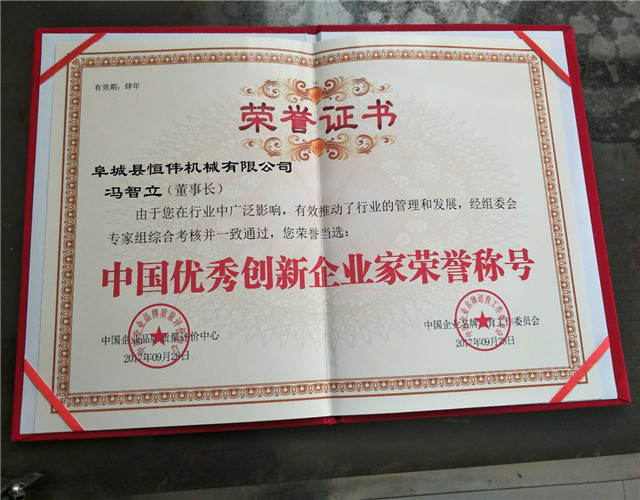 有效期：肆年
荣誉证书
阜城县恒伟机械有限公司
冯智立（董事长）
由于您在行业中广泛影响，有效推动了行业的管理和发展，经组委会
专家组综合考核并一致通过，您荣誉当选：
中国优秀创新企业家荣誉称号
中国企业品牌质量评价中心
2017年09月28日
中国企业名牌培育工作委员会
2017年09月28日